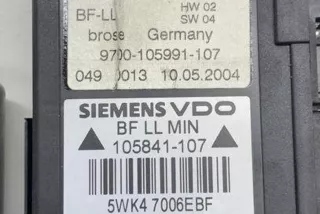 HW 02
BF-LL SW 04
brose Germany
9700-105991-107
049 0013 10.05.2004
SIEMENS VDO
BF LL MIN
105841-107
5WK4 7006EBF